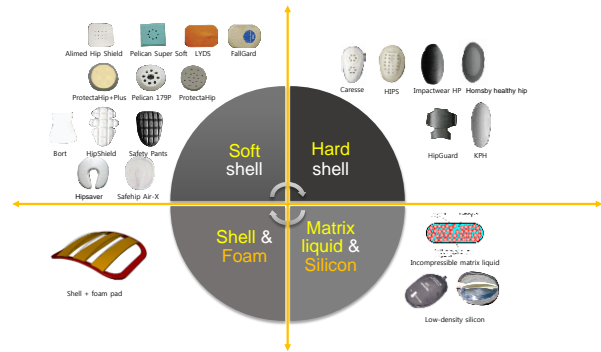 Alimed Hip Shield Pelican Super Soft LYDS FallGard
ProtectaHip+Plus Pelican 179P ProtectaHip
Bort HipShield Safety Pants
Hipsaver Safehip Air-X
Caresse HIPS Impactwear HP Homsby healthy hip
HipGuard KPH
Soft
shell
Hard
shell
Shell &
Foam
Matrix
liquid &
Silicon
Shell + foam pad
Incompressible matrix liquid
Low-density silicon